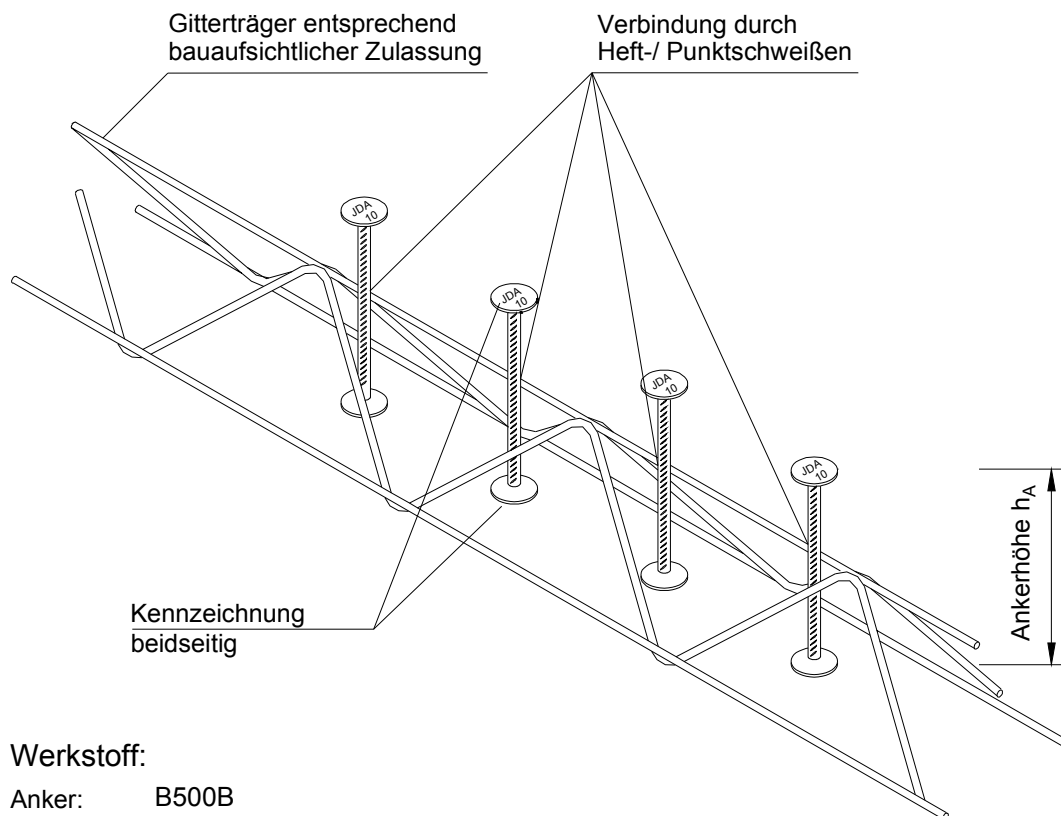 Gitterträger entsprechend
bauaufsichtlicher Zulassung
Verbindung durch
Heft-/ Punktschweißen
JDA
10
JDA
10
JDA
10
JDA
10
Ankerhöhe hA
Kennzeichnung
beidseitig
Werkstoff:
Anker: B500B